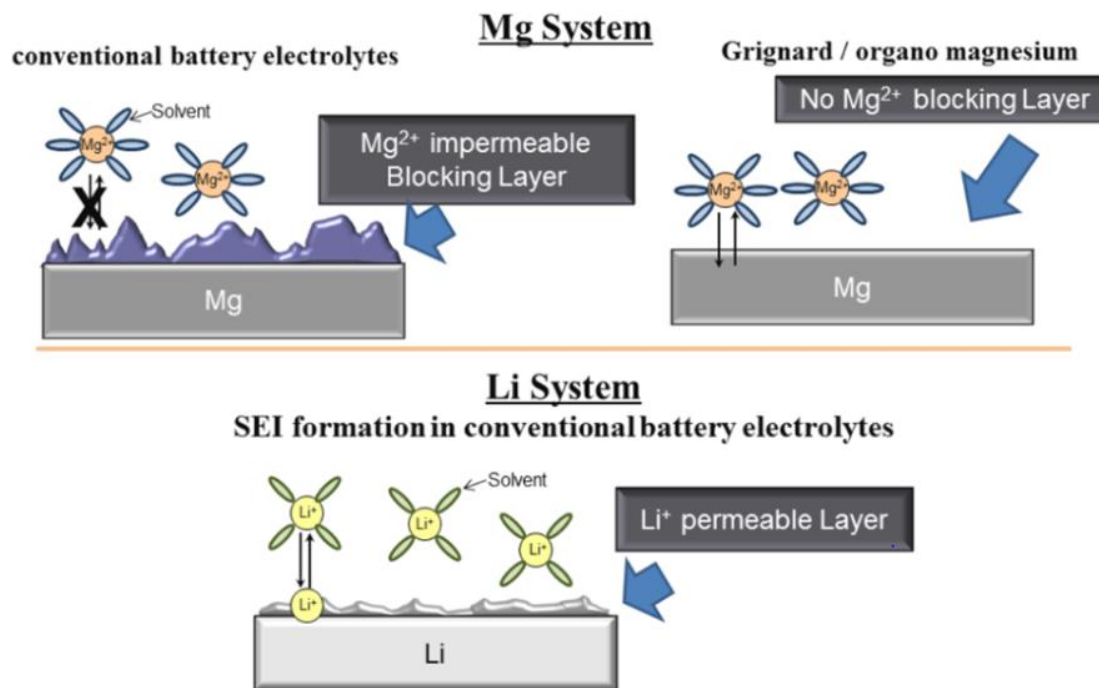 Mg System
conventional battery electrolytes
Grignard / organo magnesium
Solvent
No Mg²⁺ blocking Layer
Mg²⁺ impermeable
Blocking Layer
Mg²⁺
Mg²⁺
Mg²⁺
Mg²⁺
X
Mg
Mg
Li System
SEI formation in conventional battery electrolytes
Solvent
Li⁺
Li⁺
Li⁺
Li⁺ permeable Layer
Li⁺
Li